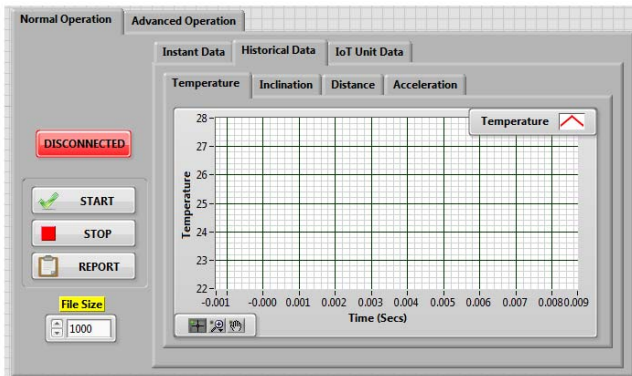 Normal Operation Advanced Operation
Instant Data Historical Data IoT Unit Data
Temperature Inclination Distance Acceleration
DISCONNECTED
START
STOP
REPORT
File Size
1000
Temperature
28
27
26
25
24
23
22
Temperature
-0.001 -0.000 0.001 0.002 0.003 0.004 0.005 0.006 0.007 0.008 0.009
Time (Secs)